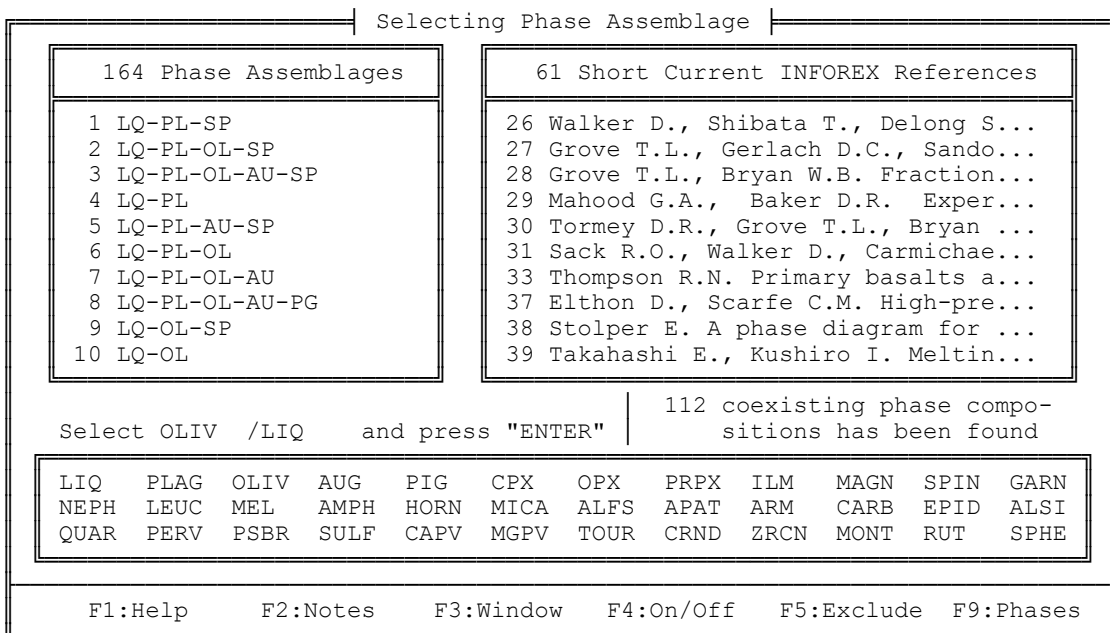 Selecting Phase Assemblage
164 Phase Assemblages
1 LQ-PL-SP
2 LQ-PL-OL-SP
3 LQ-PL-OL-AU-SP
4 LQ-PL
5 LQ-PL-AU-SP
6 LQ-PL-OL
7 LQ-PL-OL-AU
8 LQ-PL-OL-AU-PG
9 LQ-OL-SP
10 LQ-OL
61 Short Current INFOREX References
26 Walker D., Shibata T., Delong S...
27 Grove T.L., Gerlach D.C., Sando...
28 Grove T.L., Bryan W.B. Fraction...
29 Mahood G.A.,  Baker D.R.  Exper...
30 Tormey D.R., Grove T.L., Bryan ...
31 Sack R.O., Walker D., Carmichae...
33 Thompson R.N. Primary basalts a...
37 Elthon D., Scarfe C.M. High-pre...
38 Stolper E. A phase diagram for ...
39 Takahashi E., Kushiro I. Meltin...
Select OLIV  /LIQ    and press "ENTER"
112 coexisting phase compo-
sitions has been found
LIQ PLAG OLIV AUG PIG CPX OPX PRPX ILM MAGN SPIN GARN
NEPH LEUC MEL AMPH HORN MICA ALFS APAT ARM CARB EPID ALSI
QUAR PERV PSBR SULF CAPV MGPV TOUR CRND ZRCN MONT RUT SPHE
F1:Help F2:Notes F3:Window F4:On/Off F5:Exclude F9:Phases